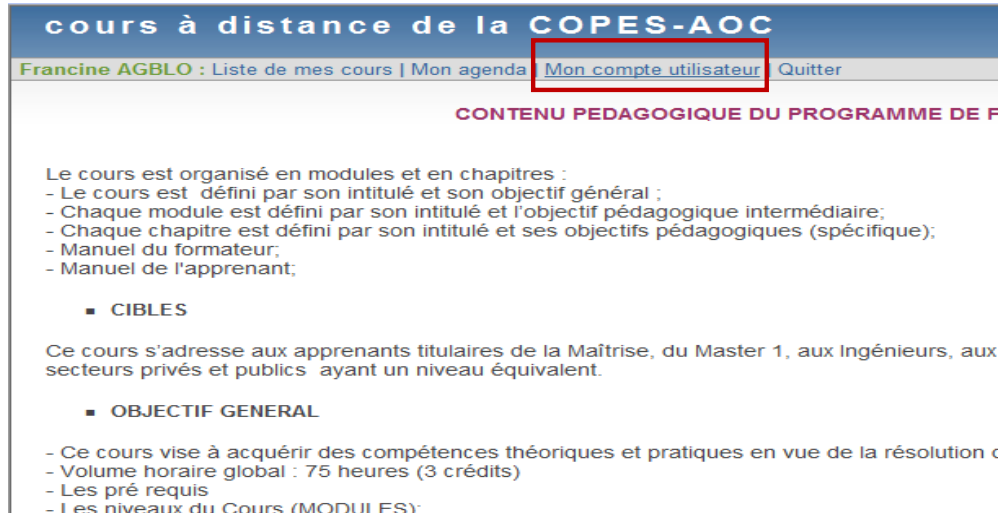 cours à distance de la COPES-AOC
Francine AGBLO : Liste de mes cours | Mon agenda | Mon compte utilisateur | Quitter
CONTENU PEDAGOGIQUE DU PROGRAMME DE F
Le cours est organisé en modules et en chapitres :
- Le cours est défini par son intitulé et son objectif général ;
- Chaque module est défini par son intitulé et l'objectif pédagogique intermédiaire;
- Chaque chapitre est défini par son intitulé et ses objectifs pédagogiques (spécifique);
- Manuel du formateur;
- Manuel de l'apprenant;
▪ CIBLES
Ce cours s'adresse aux apprenants titulaires de la Maîtrise, du Master 1, aux Ingénieurs, aux
secteurs privés et publics ayant un niveau équivalent.
▪ OBJECTIF GENERAL
- Ce cours vise à acquérir des compétences théoriques et pratiques en vue de la résolution
- Volume horaire global : 75 heures (3 crédits)
- Les pré requis
- Les niveaux du Cours (MODULES):